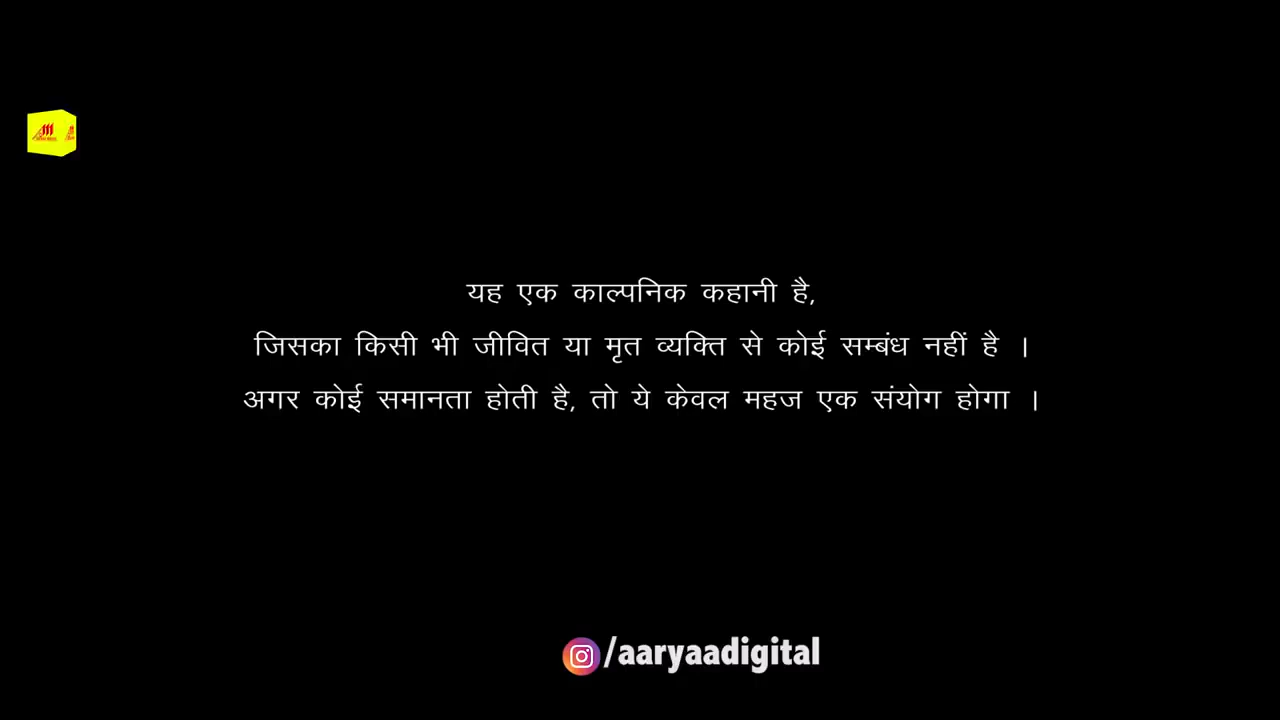 यह एक काल्पनिक कहानी है,
जिसका किसी भी जीवित या मृत व्यक्ति से कोई सम्बंध नहीं है ।
अगर कोई समानता होती है, तो ये केवल महज एक संयोग होगा ।
/aaryaadigital